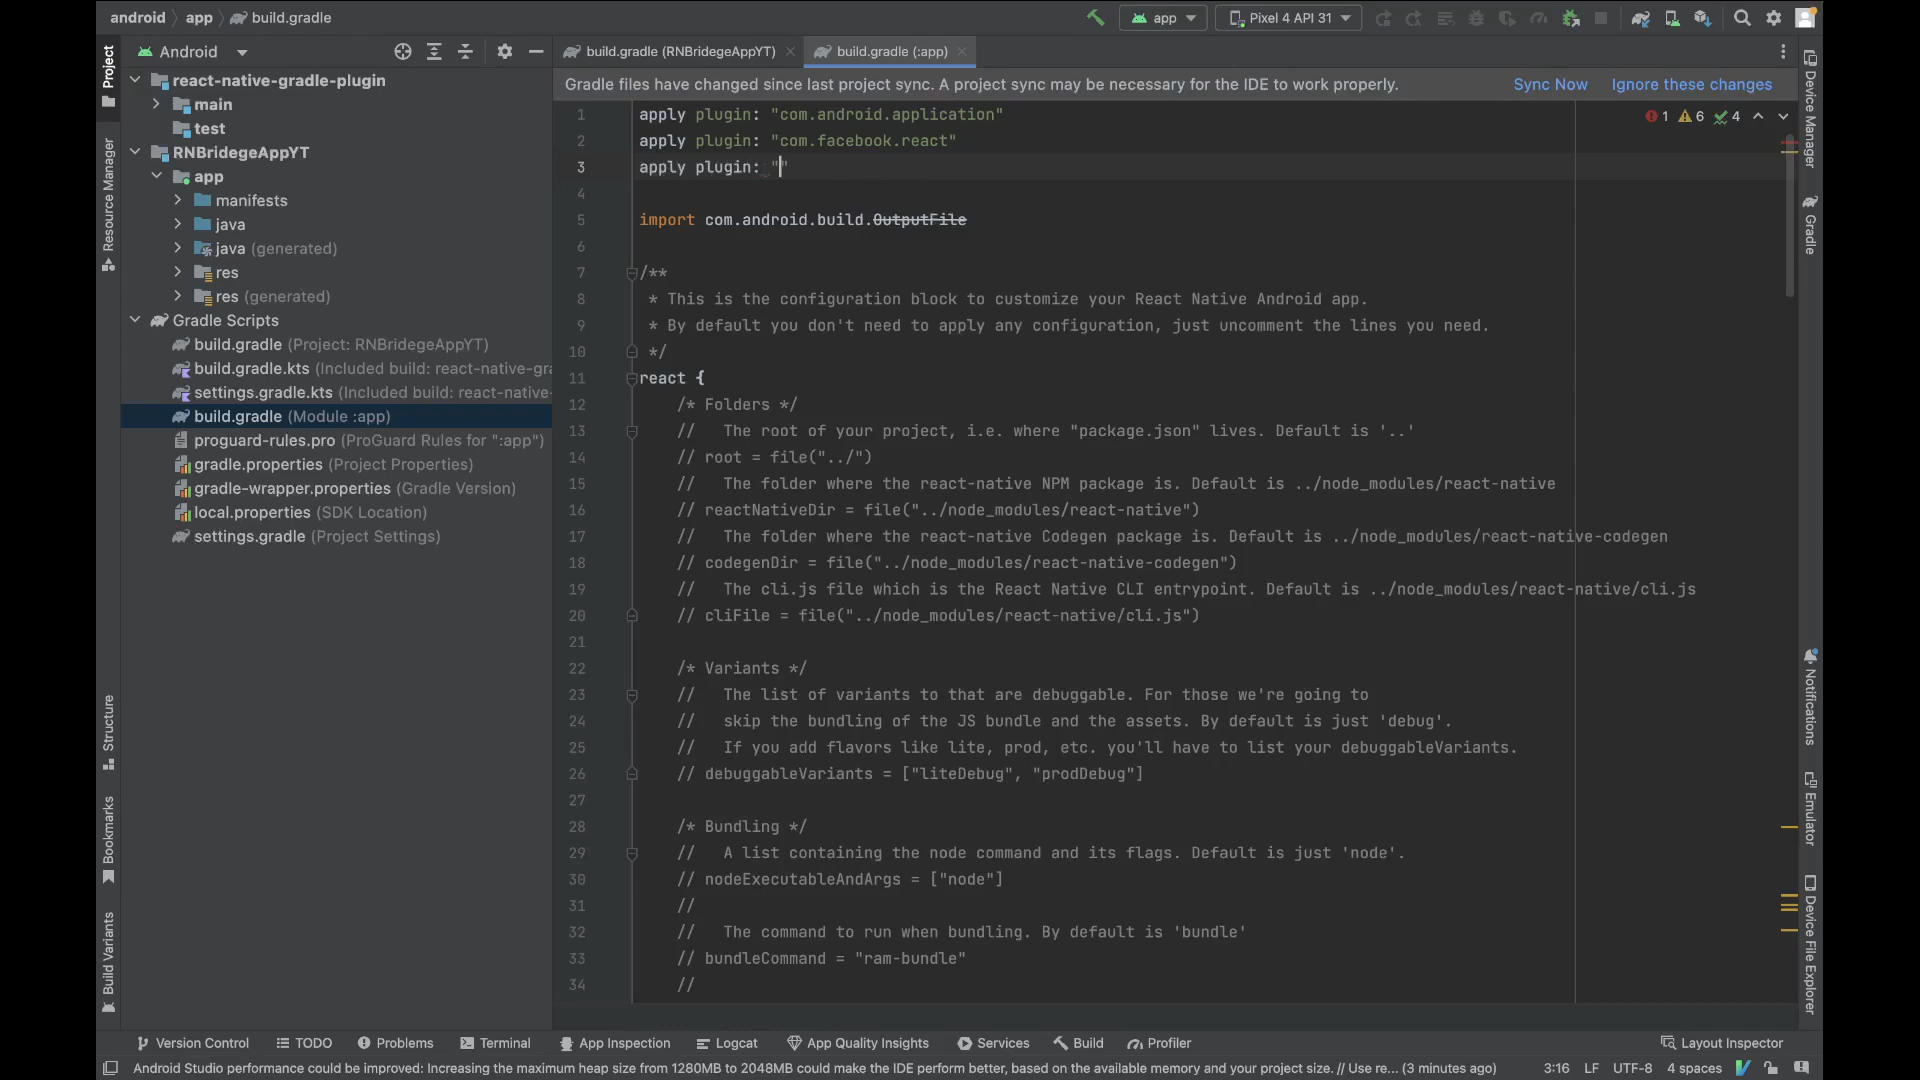 android app build.gradle
app Pixel 4 API 31
Project
Resource Manager
Structure
Bookmarks
Build Variants
Android
react-native-gradle-plugin
main
test
RNBridegeAppYT
app
manifests
java
java (generated)
res
res (generated)
Gradle Scripts
build.gradle (Project: RNBridegeAppYT)
build.gradle.kts (Included build: react-native-gra
settings.gradle.kts (Included build: react-native-
build.gradle (Module :app)
proguard-rules.pro (ProGuard Rules for ":app")
gradle.properties (Project Properties)
gradle-wrapper.properties (Gradle Version)
local.properties (SDK Location)
settings.gradle (Project Settings)
build.gradle (RNBridegeAppYT) build.gradle (:app)
Gradle files have changed since last project sync. A project sync may be necessary for the IDE to work properly. Sync Now Ignore these changes
1 6 4
1 apply plugin: "com.android.application"
2 apply plugin: "com.facebook.react"
3 apply plugin: ""
4
5 import com.android.build.OutputFile
6
7 /**
8 * This is the configuration block to customize your React Native Android app.
9 * By default you don't need to apply any configuration, just uncomment the lines you need.
10 */
11 react {
12 /* Folders */
13 // The root of your project, i.e. where "package.json" lives. Default is '..'
14 // root = file("../")
15 // The folder where the react-native NPM package is. Default is ../node_modules/react-native
16 // reactNativeDir = file("../node_modules/react-native")
17 // The folder where the react-native Codegen package is. Default is ../node_modules/react-native-codegen
18 // codegenDir = file("../node_modules/react-native-codegen")
19 // The cli.js file which is the React Native CLI entrypoint. Default is ../node_modules/react-native/cli.js
20 // cliFile = file("../node_modules/react-native/cli.js")
21
22 /* Variants */
23 // The list of variants to that are debuggable. For those we're going to
24 // skip the bundling of the JS bundle and the assets. By default is just 'debug'.
25 // If you add flavors like lite, prod, etc. you'll have to list your debuggableVariants.
26 // debuggableVariants = ["liteDebug", "prodDebug"]
27
28 /* Bundling */
29 // A list containing the node command and its flags. Default is just 'node'.
30 // nodeExecutableAndArgs = ["node"]
31 //
32 // The command to run when bundling. By default is 'bundle'
33 // bundleCommand = "ram-bundle"
34 //
Device Manager
Gradle
Notifications
Emulator
Device File Explorer
Version Control TODO Problems Terminal App Inspection Logcat App Quality Insights Services Build Profiler Layout Inspector
Android Studio performance could be improved: Increasing the maximum heap size from 1280MB to 2048MB could make the IDE perform better, based on the available memory and your project size. // Use re... (3 minutes ago) 3:16 LF UTF-8 4 spaces